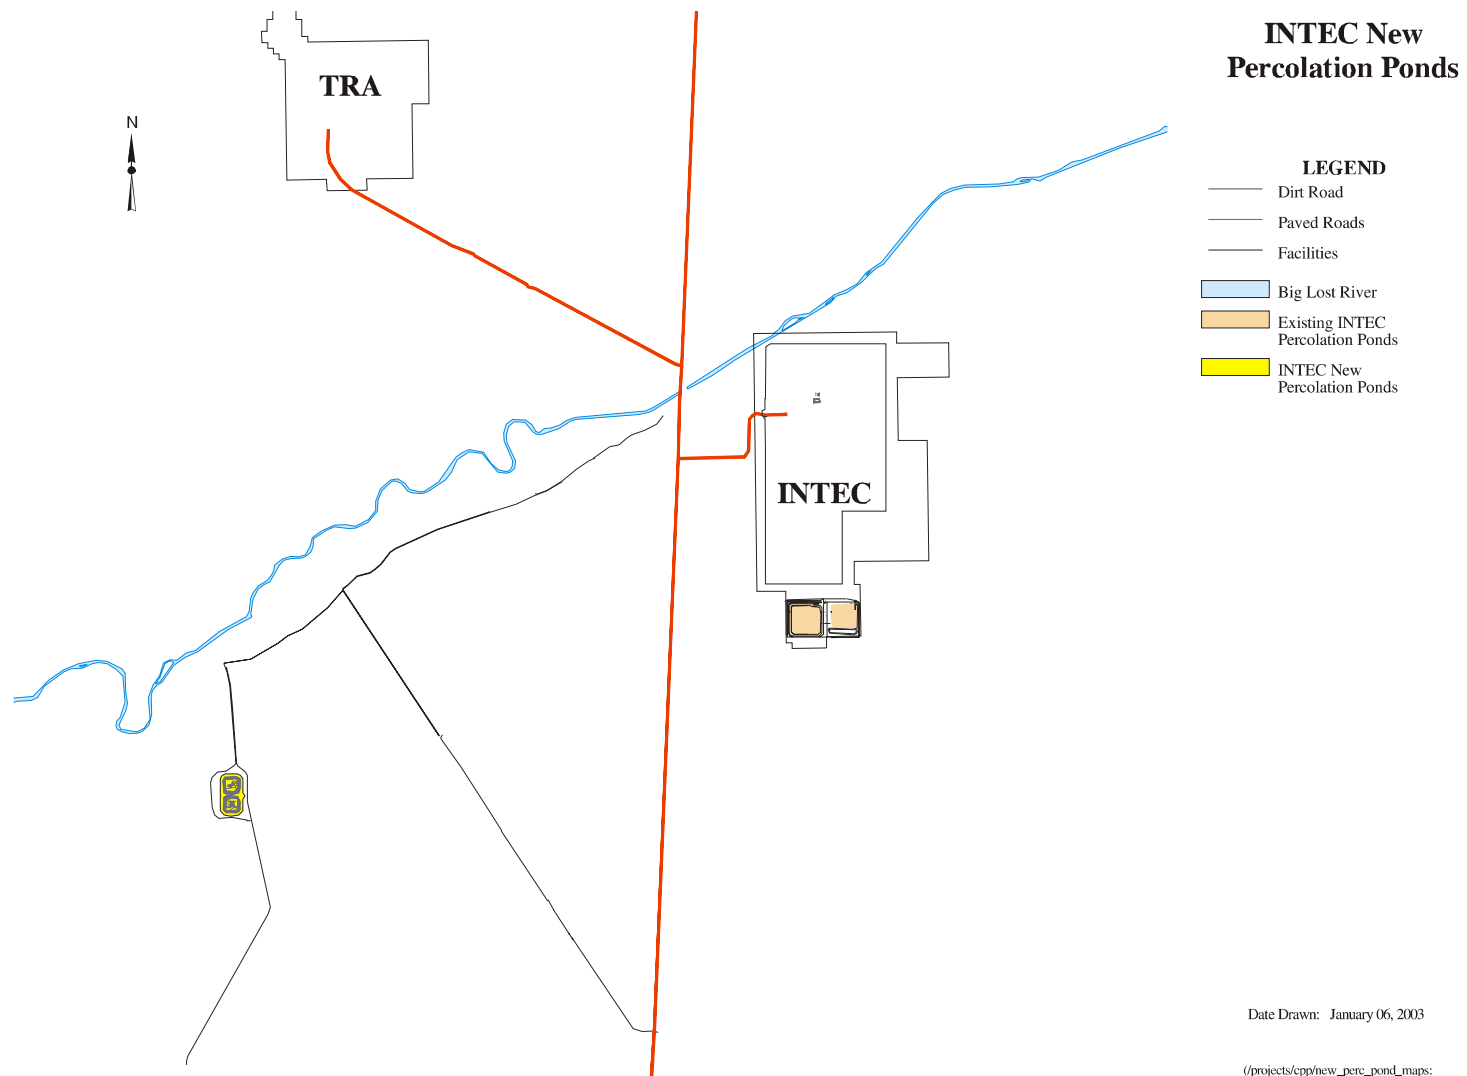 INTEC New
Percolation Ponds
TRA
N
LEGEND
Dirt Road
Paved Roads
Facilities
Big Lost River
Existing INTEC
Percolation Ponds
INTEC New
Percolation Ponds
INTEC
Date Drawn: January 06, 2003
(/projects/cpp/new_perc_pond_maps: